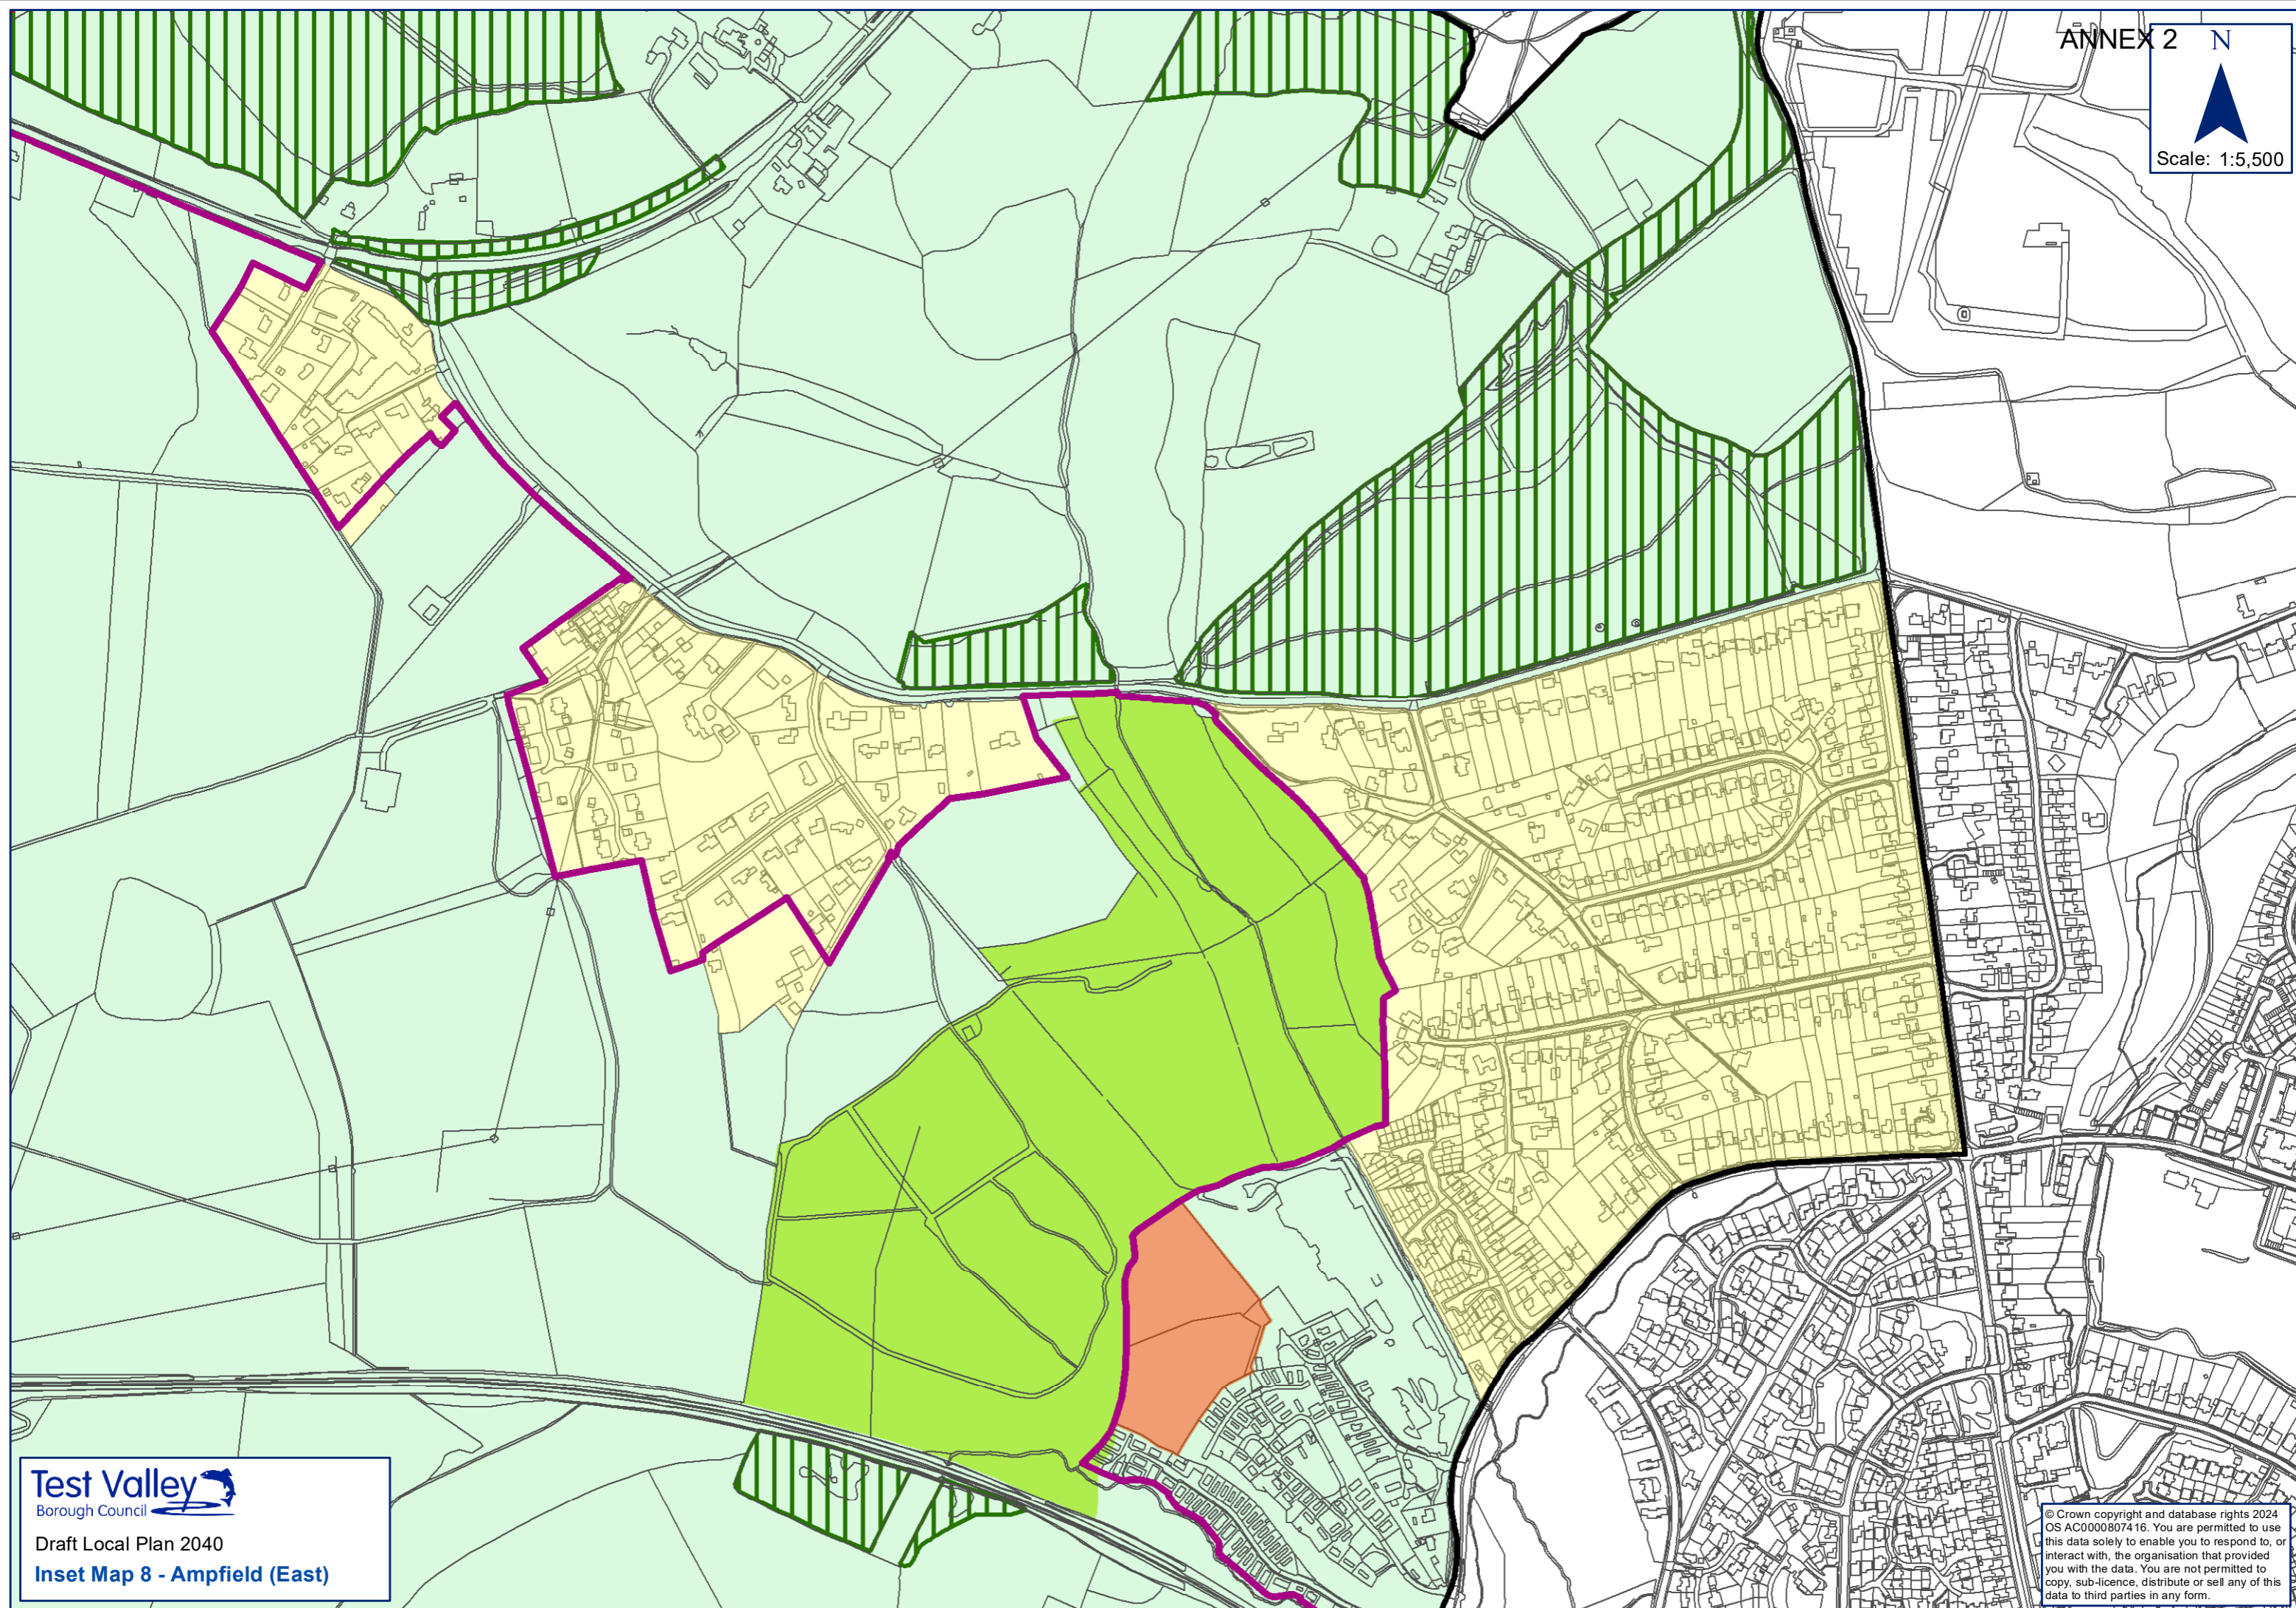 ANNEX 2
N
Scale: 1:5,500
Test Valley
Borough Council
Draft Local Plan 2040
Inset Map 8 - Ampfield (East)
© Crown copyright and database rights 2024
OS AC0000807416. You are permitted to use
this data solely to enable you to respond to, or
interact with, the organisation that provided
you with the data. You are not permitted to
copy, sub-licence, distribute or sell any of this
data to third parties in any form.